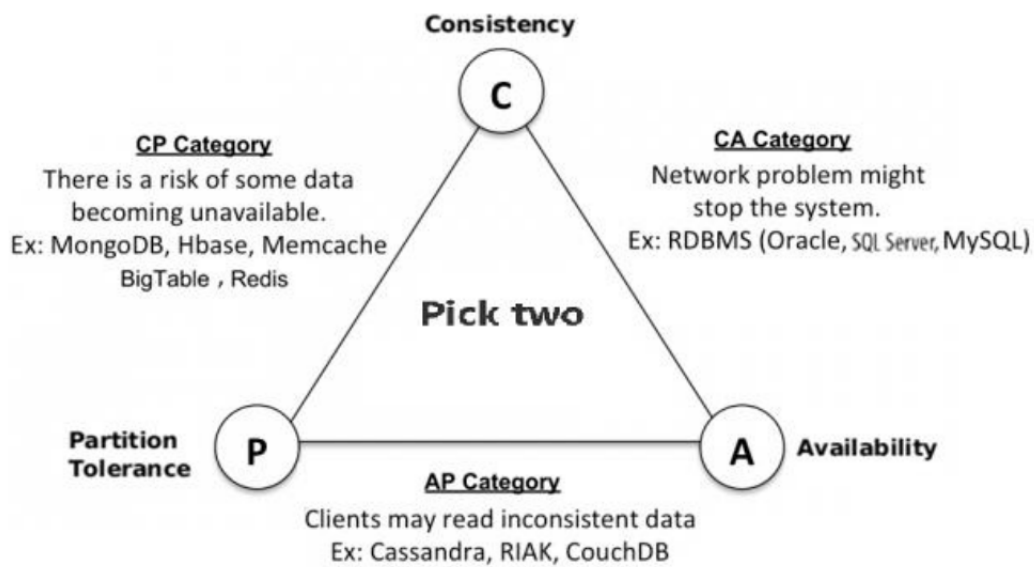 Consistency
C
CP Category
There is a risk of some data
becoming unavailable.
Ex: MongoDB, Hbase, Memcache
BigTable , Redis
CA Category
Network problem might
stop the system.
Ex: RDBMS (Oracle, SQL Server, MySQL)
Pick two
Partition
Tolerance
P
A
Availability
AP Category
Clients may read inconsistent data
Ex: Cassandra, RIAK, CouchDB